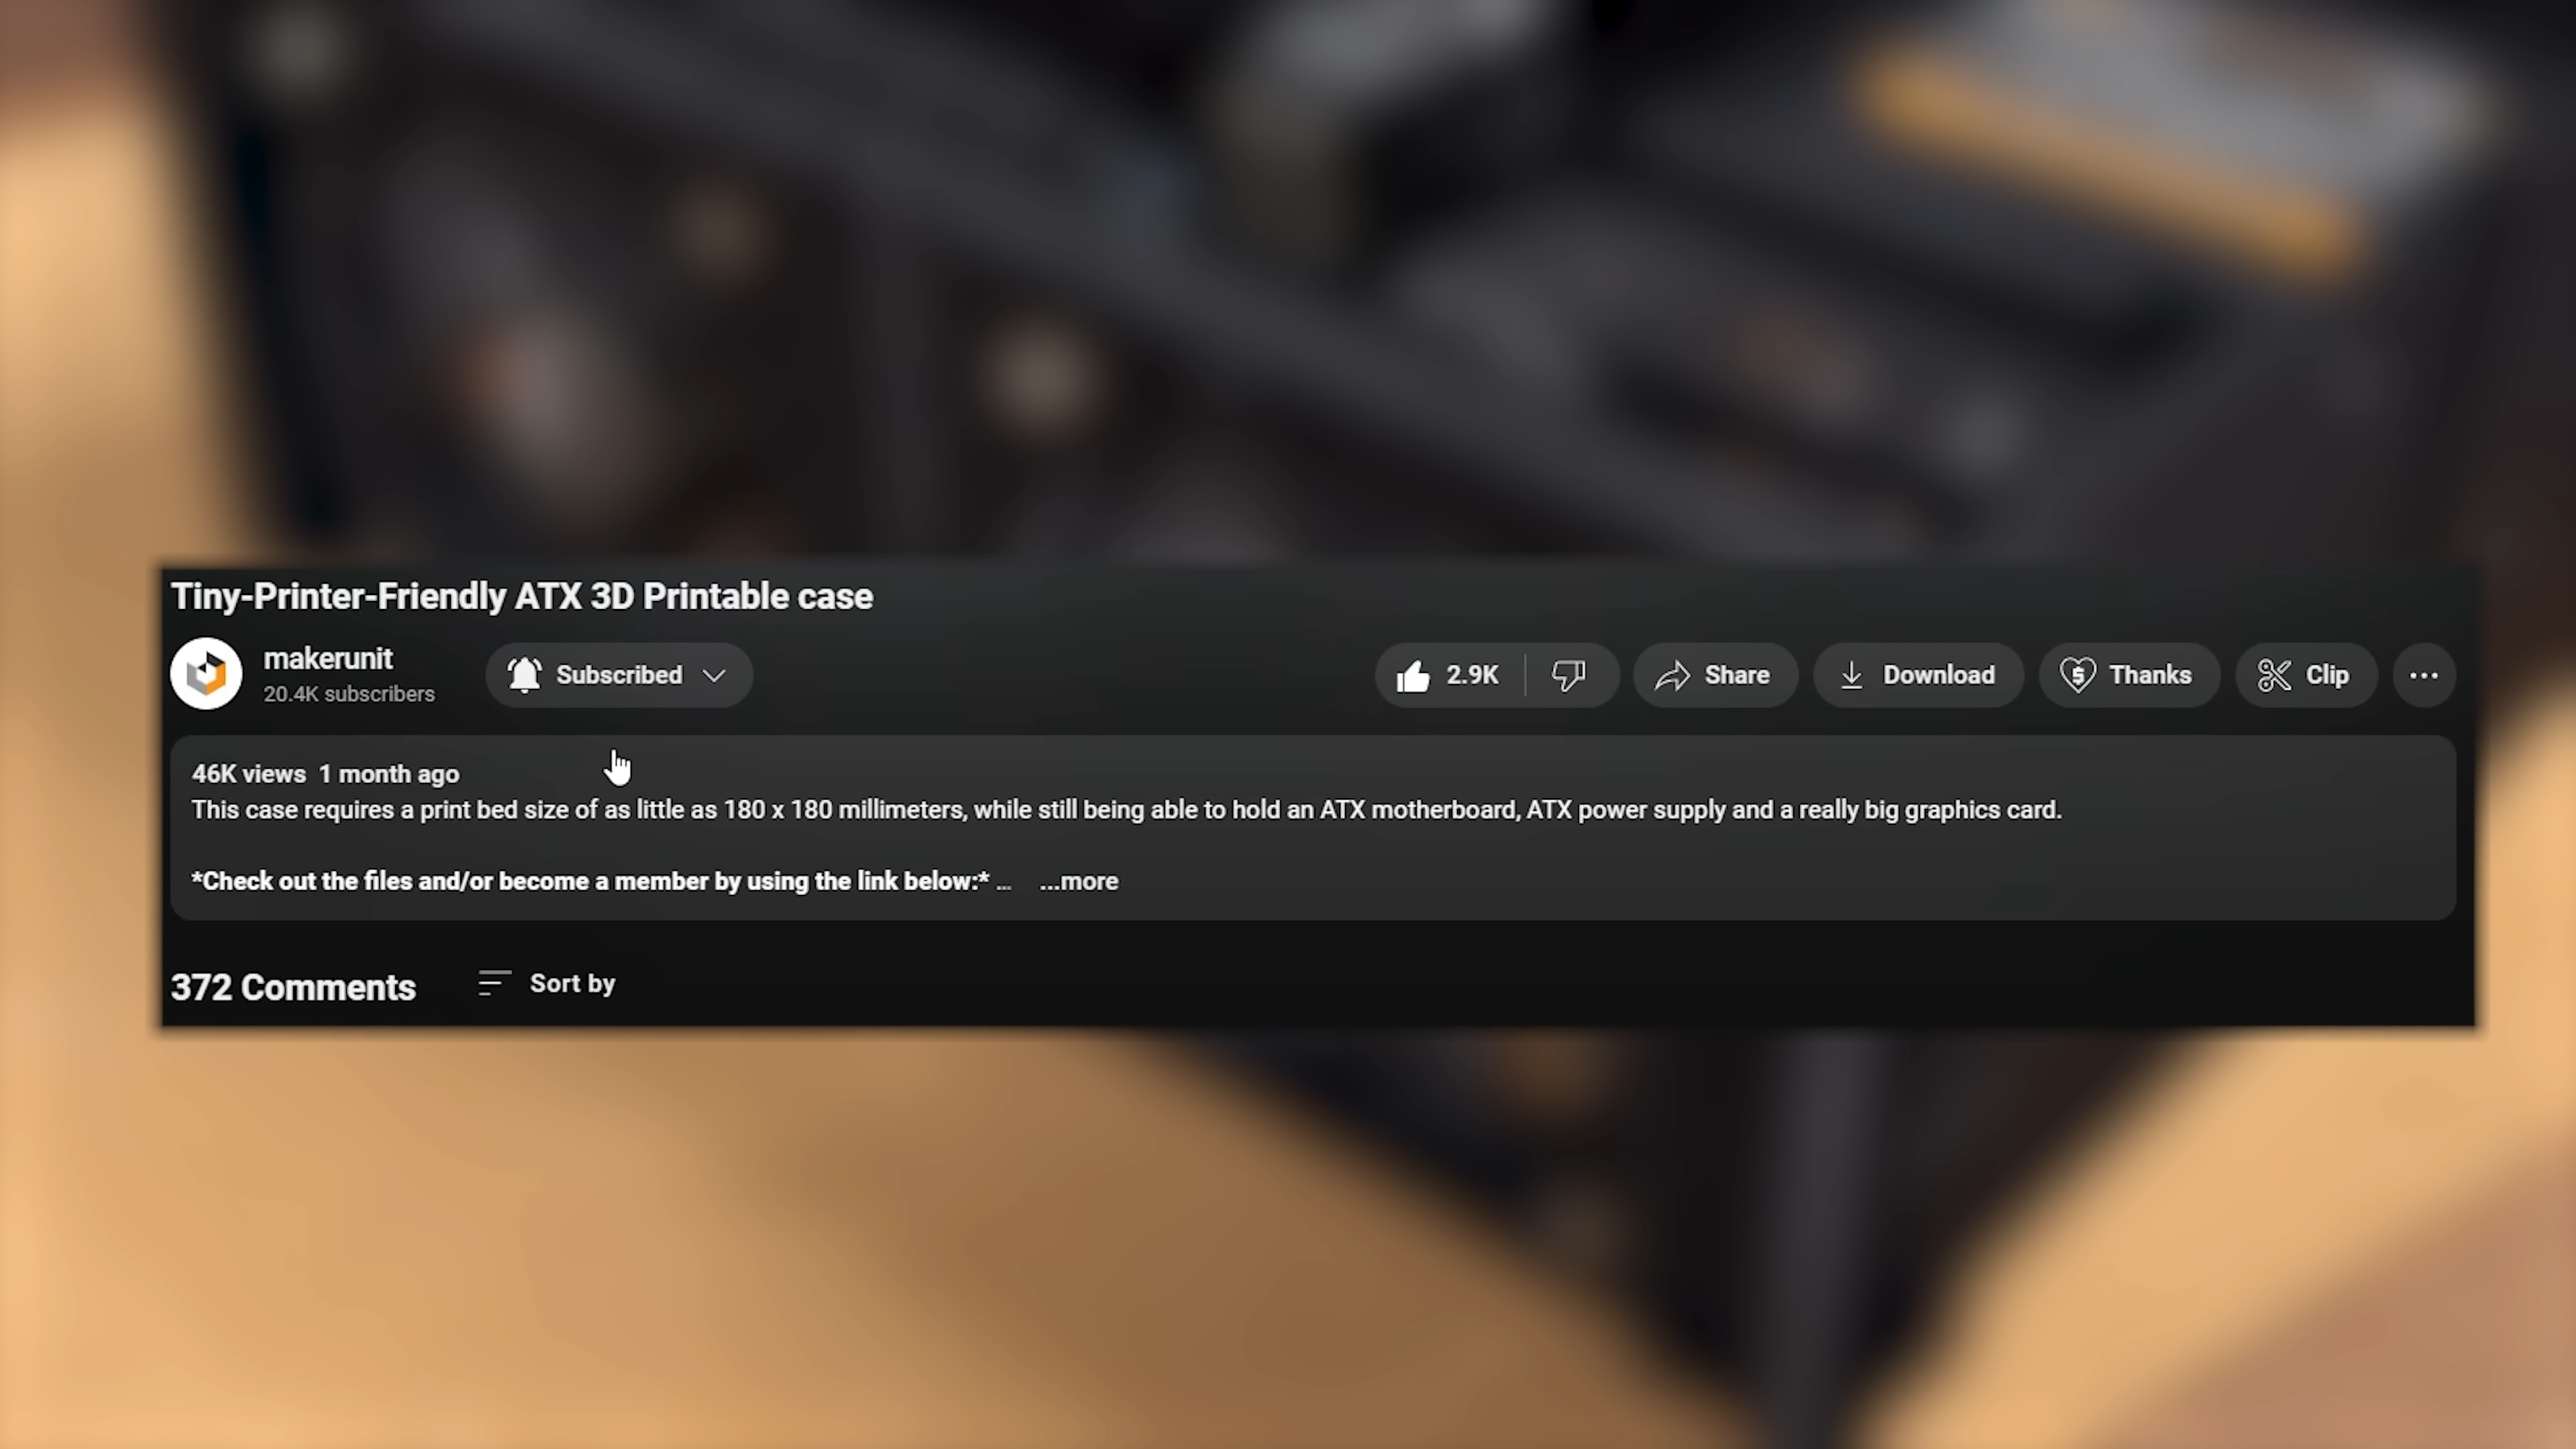 Tiny-Printer-Friendly ATX 3D Printable case
makerunit
20.4K subscribers
Subscribed
2.9K
Share
Download
Thanks
Clip
46K views 1 month ago
This case requires a print bed size of as little as 180 x 180 millimeters, while still being able to hold an ATX motherboard, ATX power supply and a really big graphics card.
*Check out the files and/or become a member by using the link below:* … ...more
372 Comments
Sort by